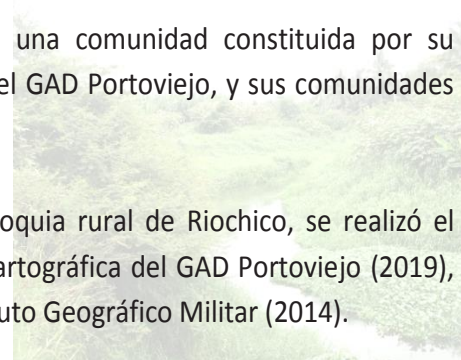 una comunidad constituida por su
el GAD Portoviejo, y sus comunidades
oquia rural de Riochico, se realizó el
artográfica del GAD Portoviejo (2019),
uto Geográfico Militar (2014).